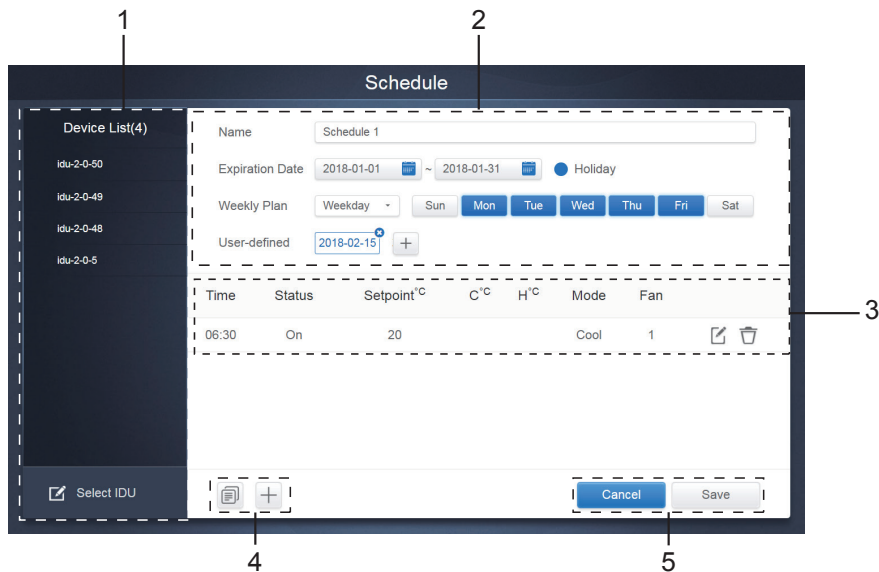 1 2
Schedule
Device List(4)
idu-2-0-50
idu-2-0-49
idu-2-0-48
idu-2-0-5
Select IDU
Name Schedule 1
Expiration Date 2018-01-01 ~ 2018-01-31 Holiday
Weekly Plan Weekday Sun Mon Tue Wed Thu Fri Sat
User-defined 2018-02-15 +
Time Status Setpoint°C C°C H°C Mode Fan
06:30 On 20 Cool 1
3
+ Cancel Save
4 5